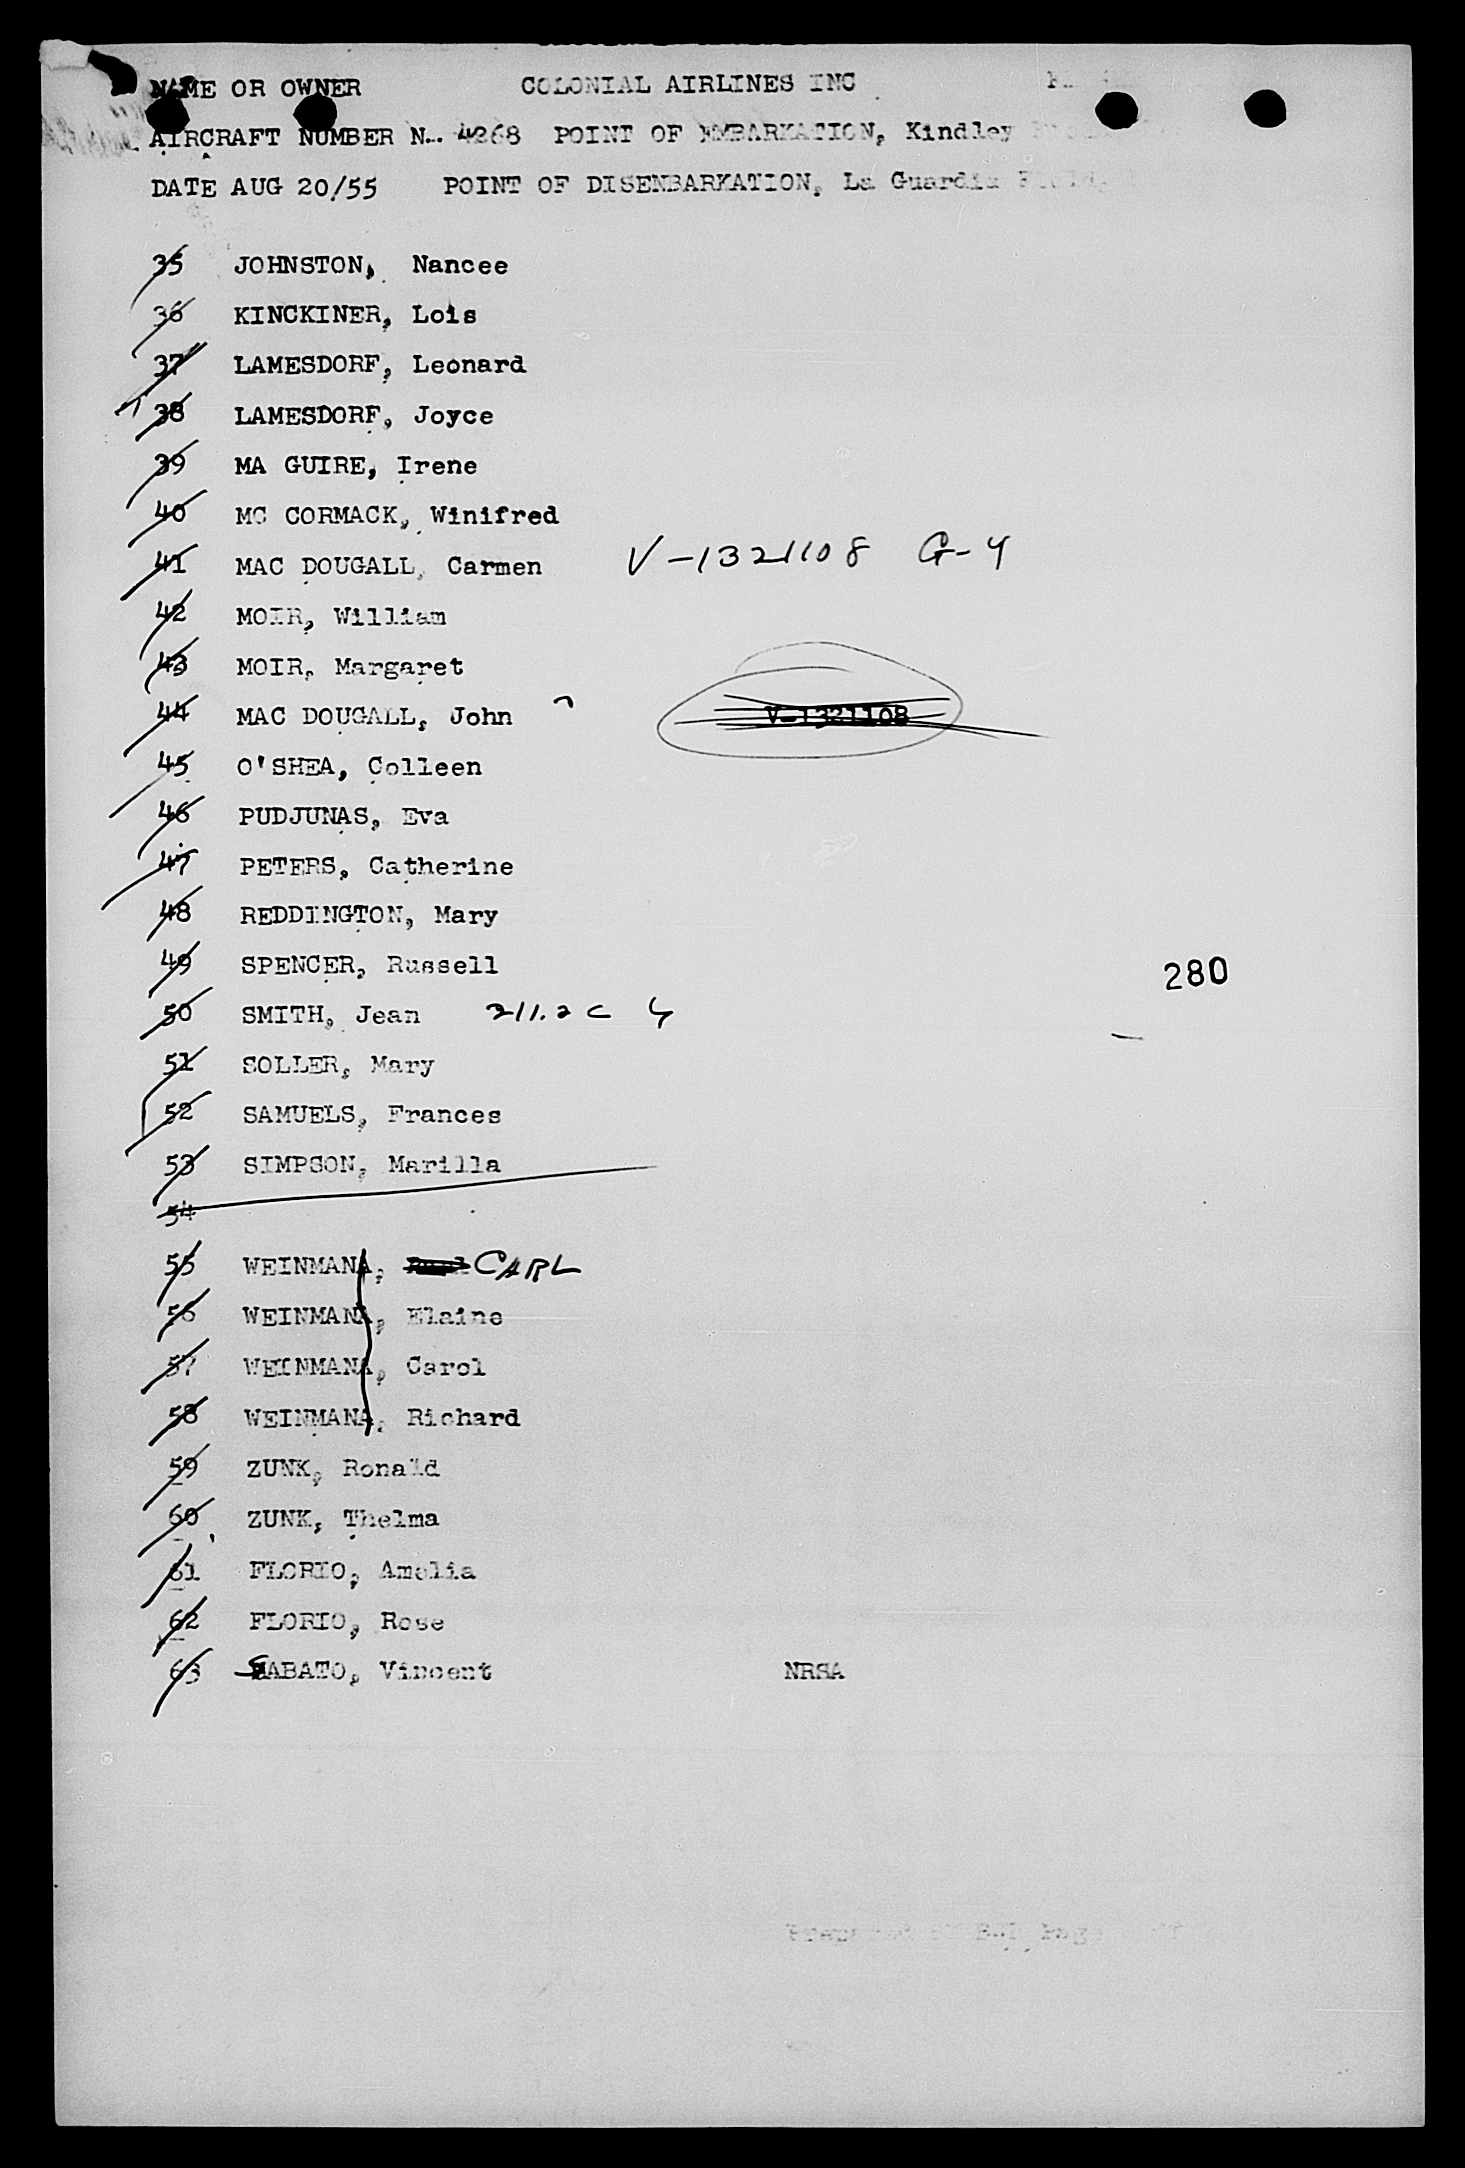 NAME OR OWNER COLONIAL AIRLINES INC
AIRCRAFT NUMBER N.. 4268 POINT OF EMBARKATION, Kindley
DATE AUG 20/55 POINT OF DISEMBARKATION, La Guardia Field,
35 JOHNSTON, Nancee
36 KINCKINER, Lois
37 LAMESDORF, Leonard
38 LAMESDORF, Joyce
39 MA GUIRE, Irene
40 MC CORMACK, Winifred
41 MAC DOUGALL, Carmen V-1321108 G-4
42 MOIR, William
43 MOIR, Margaret
44 MAC DOUGALL, John V-1321108
45 O'SHEA, Colleen
46 PUDJUNAS, Eva
47 PETERS, Catherine
48 REDDINGTON, Mary
49 SPENCER, Russell
280
50 SMITH, Jean 211.2 C 4
51 SOLLER, Mary
52 SAMUELS, Frances
53 SIMPSON, Marilla
54
55 WEINMANA, CARL
56 WEINMANA, Elaine
57 WEINMANA, Carol
58 WEINMANA, Richard
59 ZUNK, Ronald
60 ZUNK, Thelma
61 FLORIO, Amelia
62 FLORIO, Rose
63 SABATO, Vincent NRSA